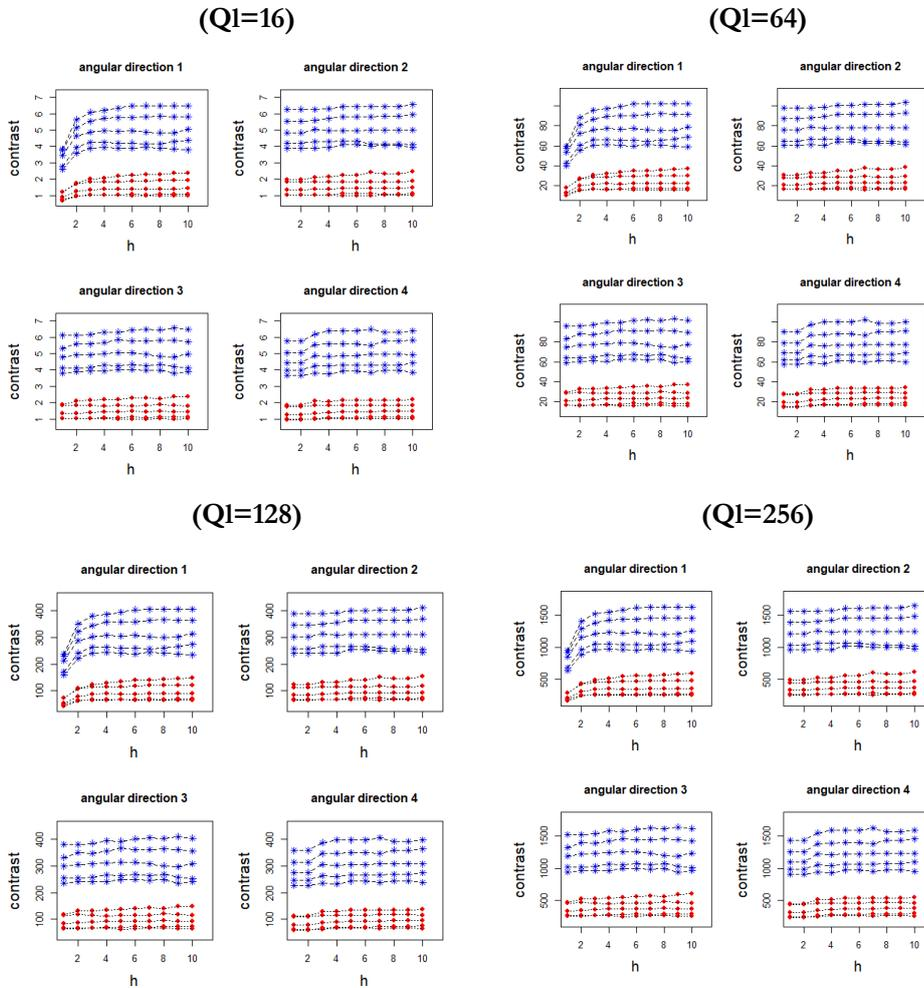 (Ql=16)
angular direction 1
contrast
7
6
5
4
3
2
1
2 4 6 8 10
h
angular direction 2
contrast
7
6
5
4
3
2
1
2 4 6 8 10
h
angular direction 3
contrast
7
6
5
4
3
2
1
2 4 6 8 10
h
angular direction 4
contrast
7
6
5
4
3
2
1
2 4 6 8 10
h
(Ql=64)
angular direction 1
contrast
80
60
40
20
2 4 6 8 10
h
angular direction 2
contrast
80
60
40
20
2 4 6 8 10
h
angular direction 3
contrast
80
60
40
20
2 4 6 8 10
h
angular direction 4
contrast
80
60
40
20
2 4 6 8 10
h
(Ql=128)
angular direction 1
contrast
400
300
200
100
2 4 6 8 10
h
angular direction 2
contrast
400
300
200
100
2 4 6 8 10
h
angular direction 3
contrast
400
300
200
100
2 4 6 8 10
h
angular direction 4
contrast
400
300
200
100
2 4 6 8 10
h
(Ql=256)
angular direction 1
contrast
1500
1000
500
2 4 6 8 10
h
angular direction 2
contrast
1500
1000
500
2 4 6 8 10
h
angular direction 3
contrast
1500
1000
500
2 4 6 8 10
h
angular direction 4
contrast
1500
1000
500
2 4 6 8 10
h